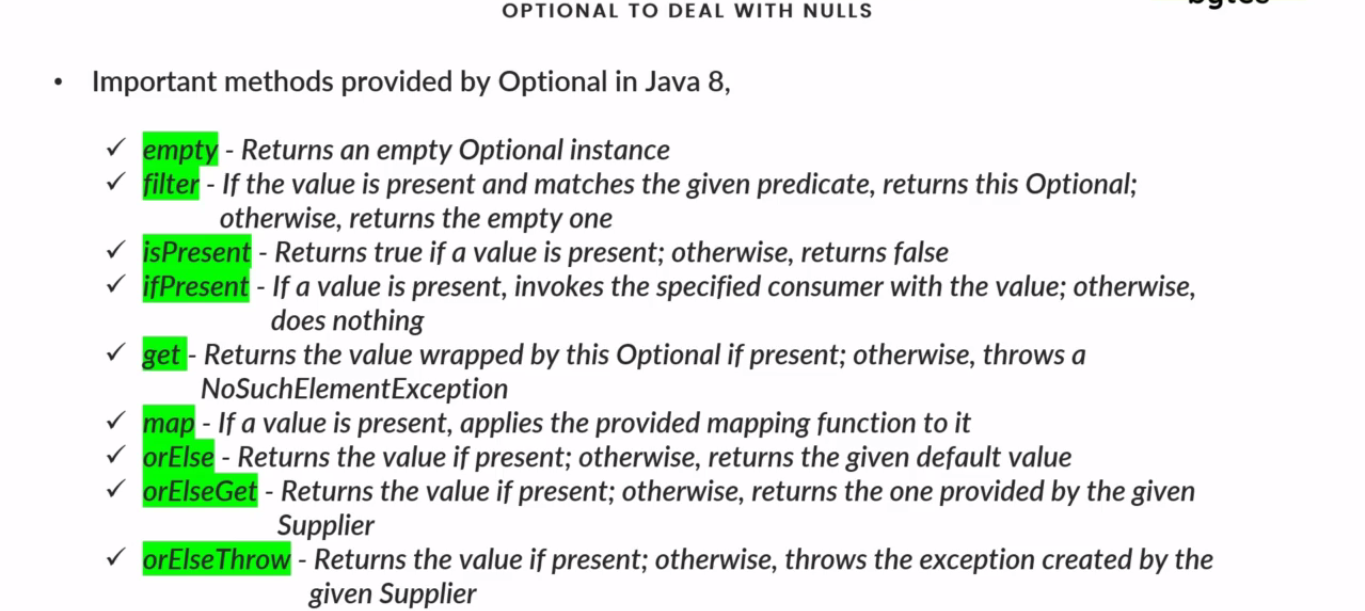 OPTIONAL TO DEAL WITH NULLS
• Important methods provided by Optional in Java 8,
✓ empty - Returns an empty Optional instance
✓ filter - If the value is present and matches the given predicate, returns this Optional;
otherwise, returns the empty one
✓ isPresent - Returns true if a value is present; otherwise, returns false
✓ ifPresent - If a value is present, invokes the specified consumer with the value; otherwise,
does nothing
✓ get - Returns the value wrapped by this Optional if present; otherwise, throws a
NoSuchElementException
✓ map - If a value is present, applies the provided mapping function to it
✓ orElse - Returns the value if present; otherwise, returns the given default value
✓ orElseGet - Returns the value if present; otherwise, returns the one provided by the given
Supplier
✓ orElseThrow - Returns the value if present; otherwise, throws the exception created by the
given Supplier